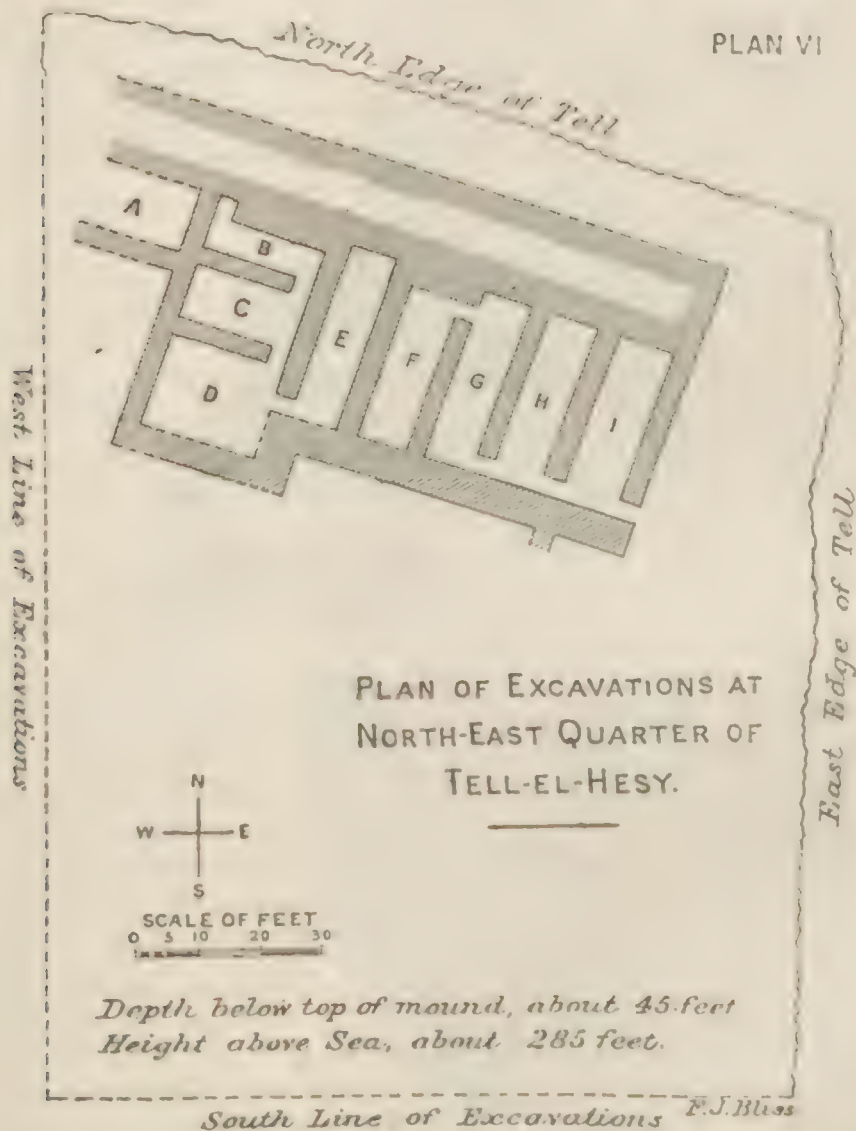 PLAN VI
North Edge of Tell
A
B
C
D
E
F
G
H
I
West Line of Excavations
East Edge of Tell
PLAN OF EXCAVATIONS AT
NORTH-EAST QUARTER OF
TELL-EL-HESY.
N
W E
S
SCALE OF FEET
0 5 10 20 30
Depth below top of mound, about 45 feet
Height above Sea, about 285 feet.
South Line of Excavations
F.J.Bliss